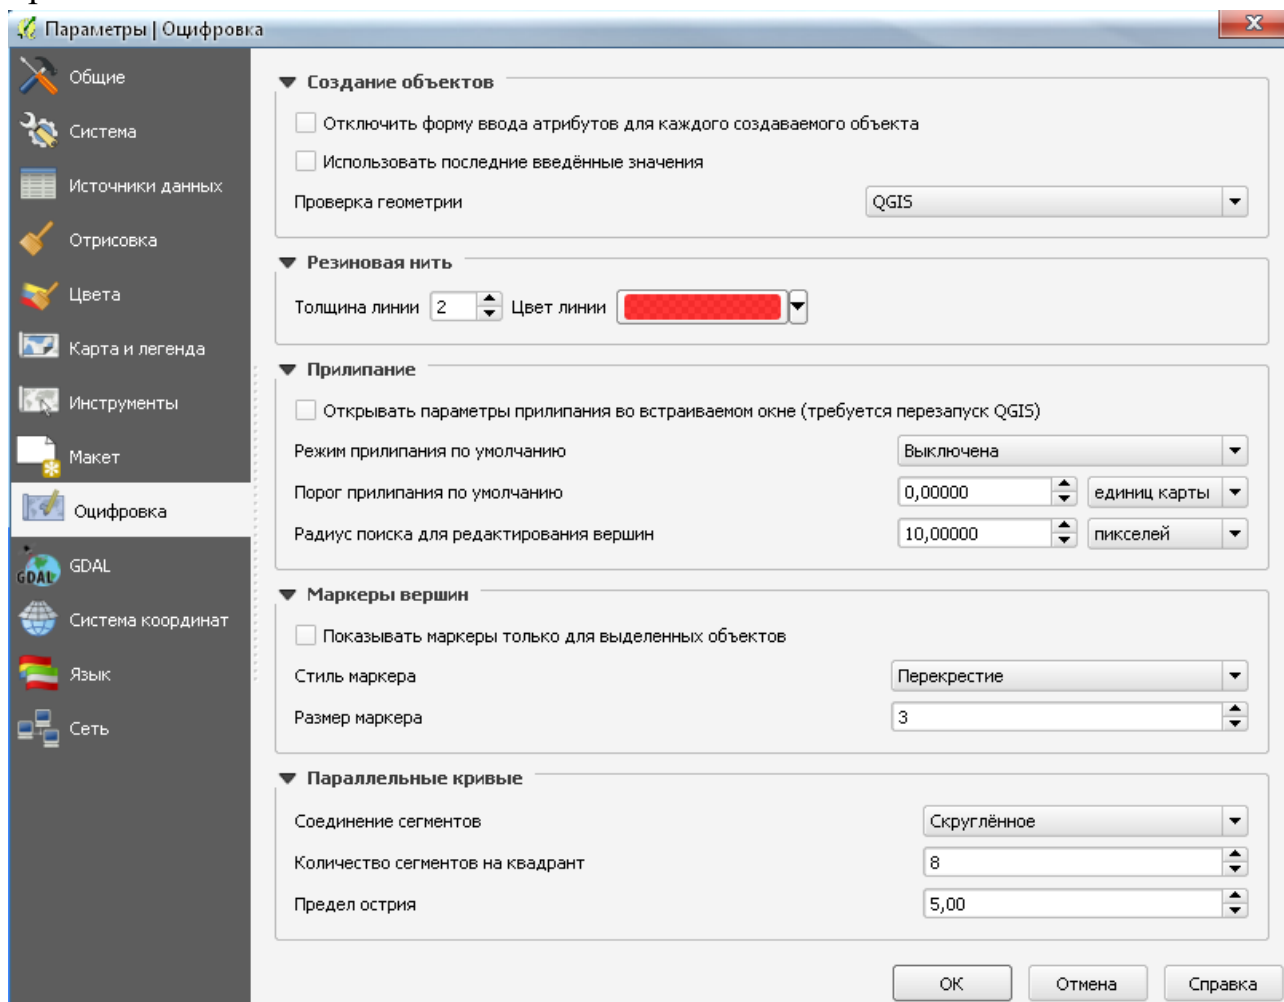 Параметры | Оцифровка
Общие
Система
Источники данных
Отрисовка
Цвета
Карта и легенда
Инструменты
Макет
Оцифровка
GDAL
GDAL
Система координат
Язык
Сеть
Создание объектов
Отключить форму ввода атрибутов для каждого создаваемого объекта
Использовать последние введённые значения
Проверка геометрии QGIS
Резиновая нить
Толщина линии 2 Цвет линии
Прилипание
Открывать параметры прилипания во встраиваемом окне (требуется перезапуск QGIS)
Режим прилипания по умолчанию Выключена
Порог прилипания по умолчанию 0,00000 единиц карты
Радиус поиска для редактирования вершин 10,00000 пикселей
Маркеры вершин
Показывать маркеры только для выделенных объектов
Стиль маркера Перекрестие
Размер маркера 3
Параллельные кривые
Соединение сегментов Скруглённое
Количество сегментов на квадрант 8
Предел острия 5,00
OK Отмена Справка